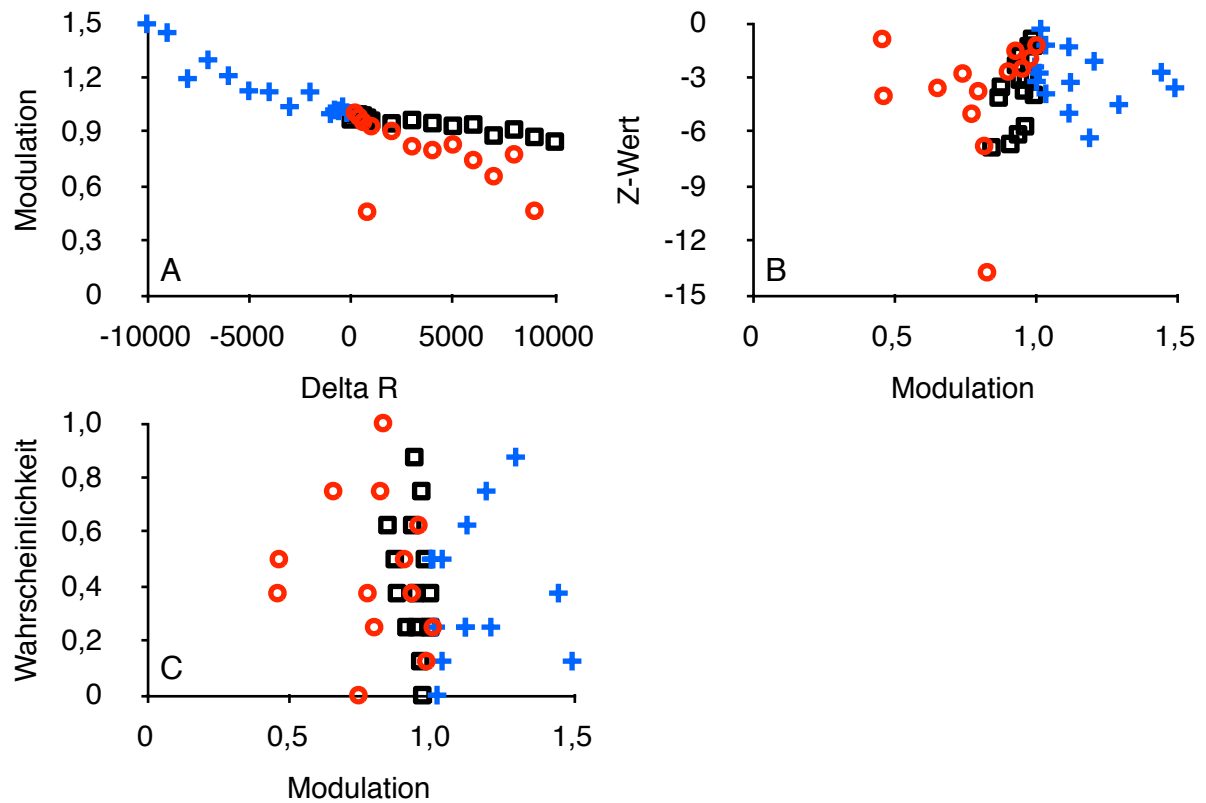 1,5
1,2
0,9
0,6
0,3
0
Modulation
A
-10000 -5000 0 5000 10000
Delta R
0
-3
-6
-9
-12
-15
Z-Wert
B
0 0,5 1,0 1,5
Modulation
1,0
0,8
0,6
0,4
0,2
0
Wahrscheinlichkeit
C
0 0,5 1,0 1,5
Modulation